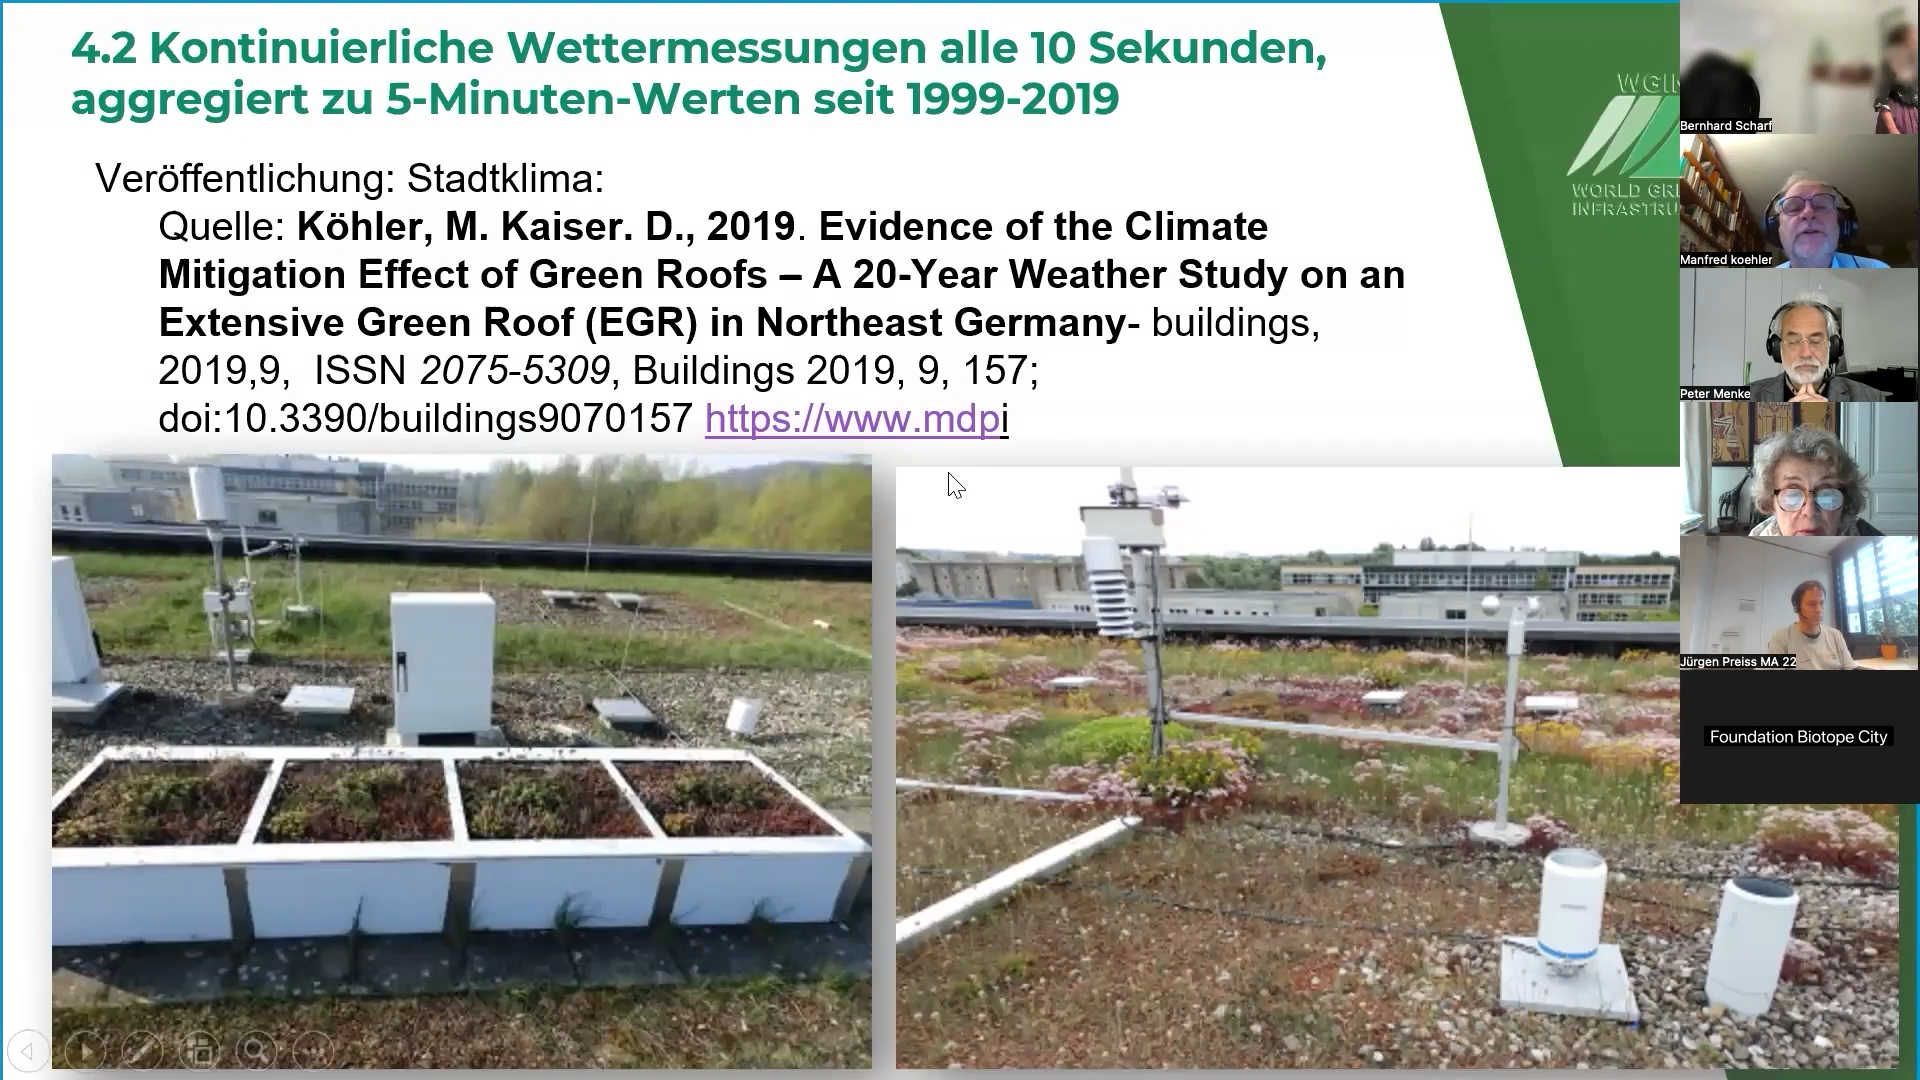 4.2 Kontinuierliche Wettermessungen alle 10 Sekunden,
aggregiert zu 5-Minuten-Werten seit 1999-2019
Veröffentlichung: Stadtklima:
Quelle: Köhler, M. Kaiser. D., 2019. Evidence of the Climate
Mitigation Effect of Green Roofs – A 20-Year Weather Study on an
Extensive Green Roof (EGR) in Northeast Germany- buildings,
2019,9, ISSN 2075-5309, Buildings 2019, 9, 157;
doi:10.3390/buildings9070157 https://www.mdpi
WGIN
WORLD GR
INFRASTRU
Bernhard Scharf
Manfred koehler
Peter Menke
Jürgen Preiss MA 22
Foundation Biotope City